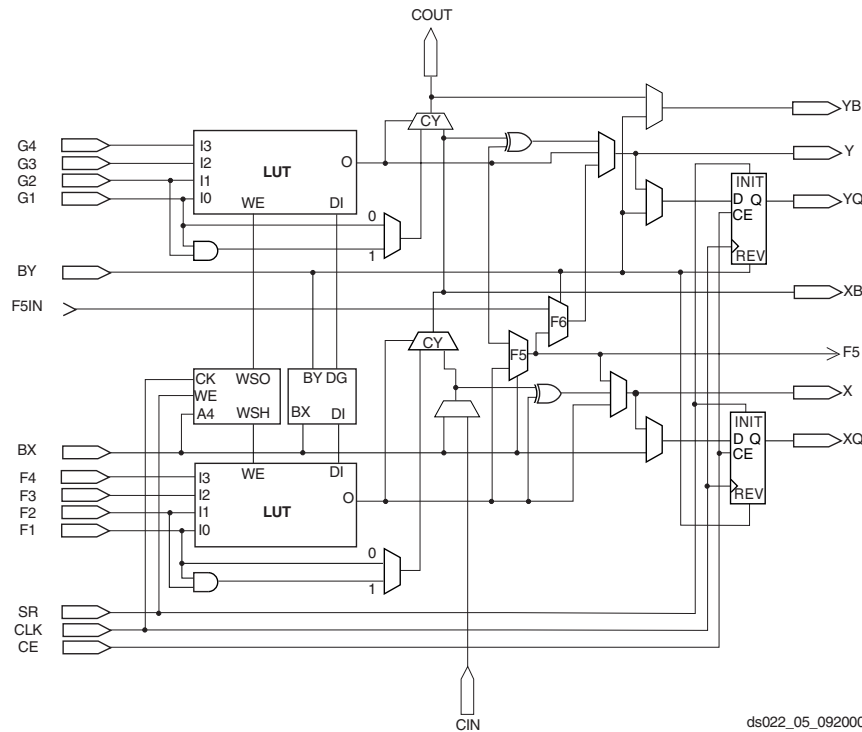 COUT
YB
CY
G4
I3
G3
I2
LUT
O
Y
G2
I1
INIT
G1
I0
WE
DI
D
Q
YQ
CE
0
1
REV
BY
XB
F5IN
F6
CY
F5
F5
CK
WSO
BY
DG
X
WE
A4
WSH
BX
DI
INIT
BX
D
Q
XQ
CE
WE
DI
F4
I3
F3
I2
O
REV
F2
I1
LUT
F1
I0
0
1
SR
CLK
CE
CIN
ds022_05_092000